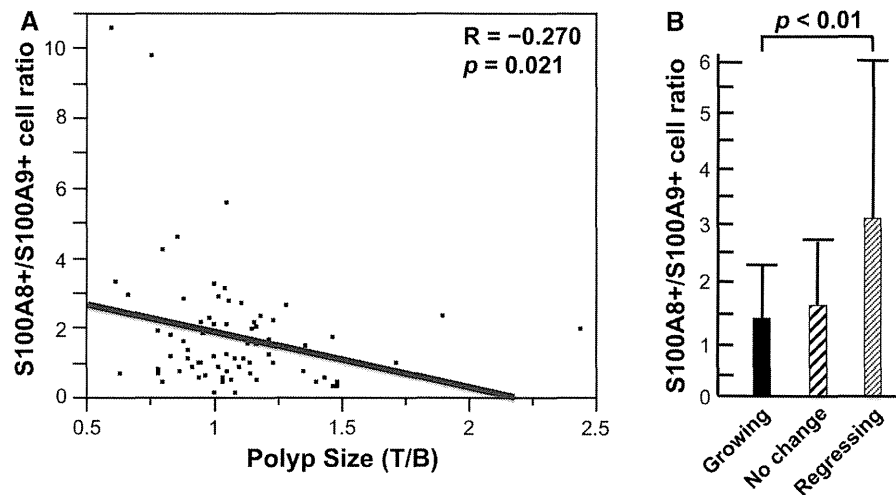 A
S100A8+/S100A9+ cell ratio
10
8
6
4
2
0
R = −0.270
p = 0.021
0.5 1 1.5 2 2.5
Polyp Size (T/B)
B
p < 0.01
S100A8+/S100A9+ cell ratio
6
5
4
3
2
1
0
Growing
No change
Regressing